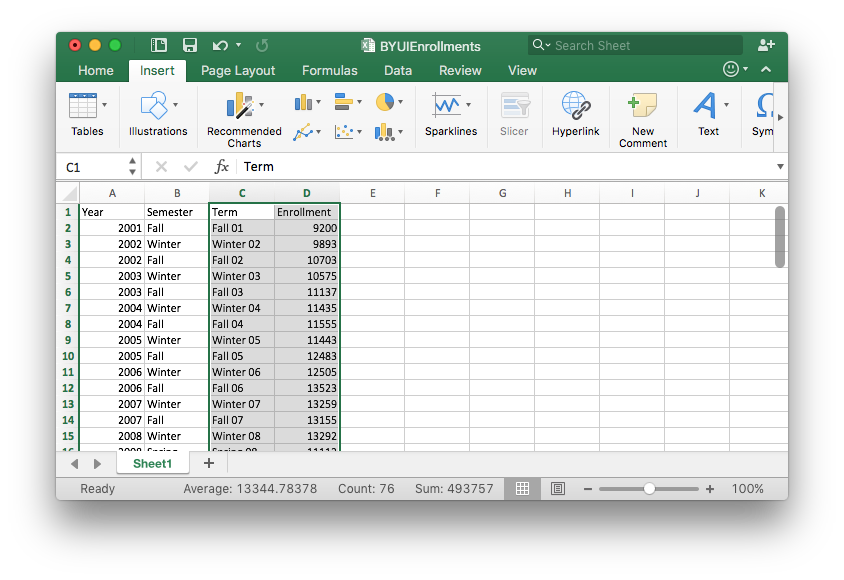 BYUIEnrollments
Search Sheet
Home Insert Page Layout Formulas Data Review View
Tables Illustrations Recommended Charts Sparklines Slicer Hyperlink New Comment Text Sym
C1 fx Term
A B C D E F G H I J K
1 Year Semester Term Enrollment
2 2001 Fall Fall 01 9200
3 2002 Winter Winter 02 9893
4 2002 Fall Fall 02 10703
5 2003 Winter Winter 03 10575
6 2003 Fall Fall 03 11137
7 2004 Winter Winter 04 11435
8 2004 Fall Fall 04 11555
9 2005 Winter Winter 05 11443
10 2005 Fall Fall 05 12483
11 2006 Winter Winter 06 12505
12 2006 Fall Fall 06 13523
13 2007 Winter Winter 07 13259
14 2007 Fall Fall 07 13155
15 2008 Winter Winter 08 13292
Sheet1 +
Ready Average: 13344.78378 Count: 76 Sum: 493757 100%